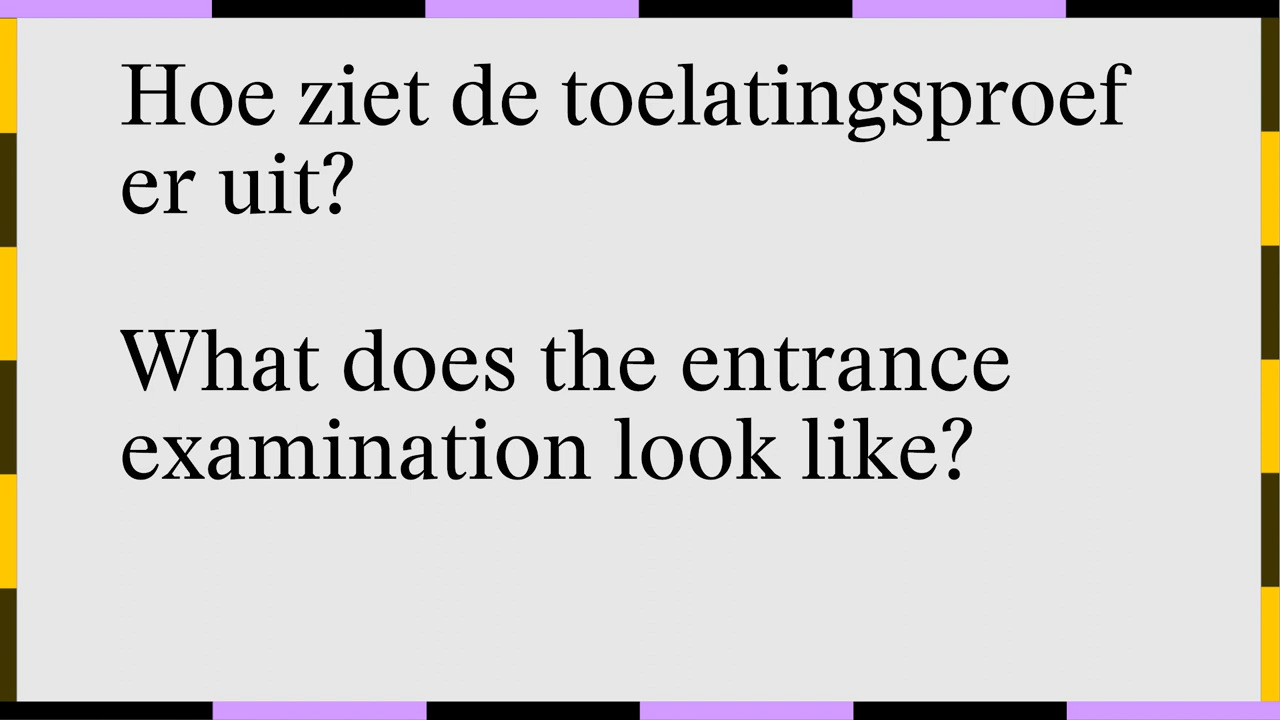 Hoe ziet de toelatingsproef
er uit?
What does the entrance
examination look like?